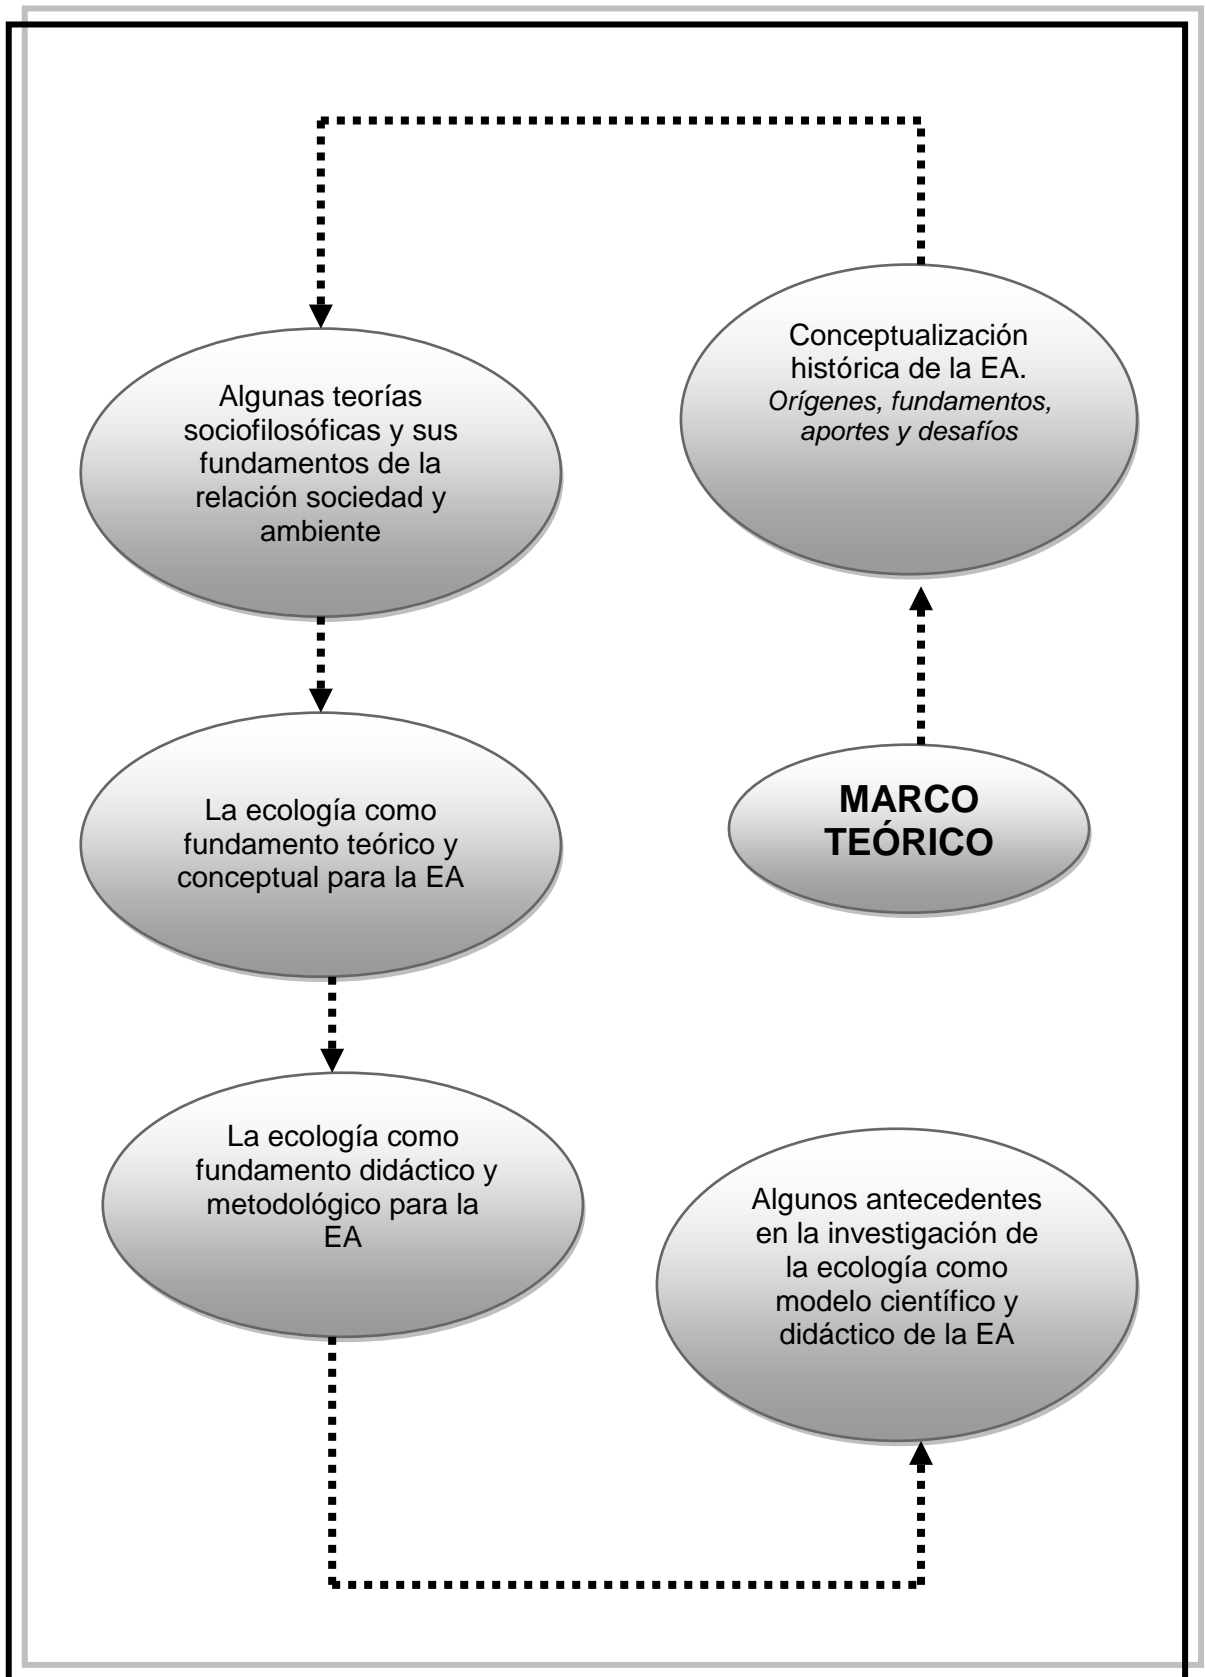 Conceptualización
histórica de la EA.
Orígenes, fundamentos,
aportes y desafíos
Algunas teorías
sociofilosóficas y sus
fundamentos de la
relación sociedad y
ambiente
MARCO
TEÓRICO
La ecología como
fundamento teórico y
conceptual para la EA
La ecología como
fundamento didáctico y
metodológico para la
EA
Algunos antecedentes
en la investigación de
la ecología como
modelo científico y
didáctico de la EA